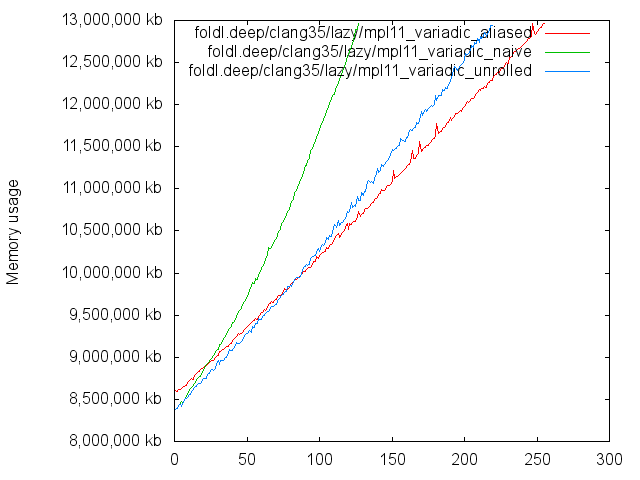 13,000,000 kb
12,500,000 kb
12,000,000 kb
11,500,000 kb
11,000,000 kb
10,500,000 kb
10,000,000 kb
9,500,000 kb
9,000,000 kb
8,500,000 kb
8,000,000 kb
Memory usage
foldl.deep/clang35/lazy/mpl11_variadic_aliased
foldl.deep/clang35/lazy/mpl11_variadic_naive
foldl.deep/clang35/lazy/mpl11_variadic_unrolled
0 50 100 150 200 250 300